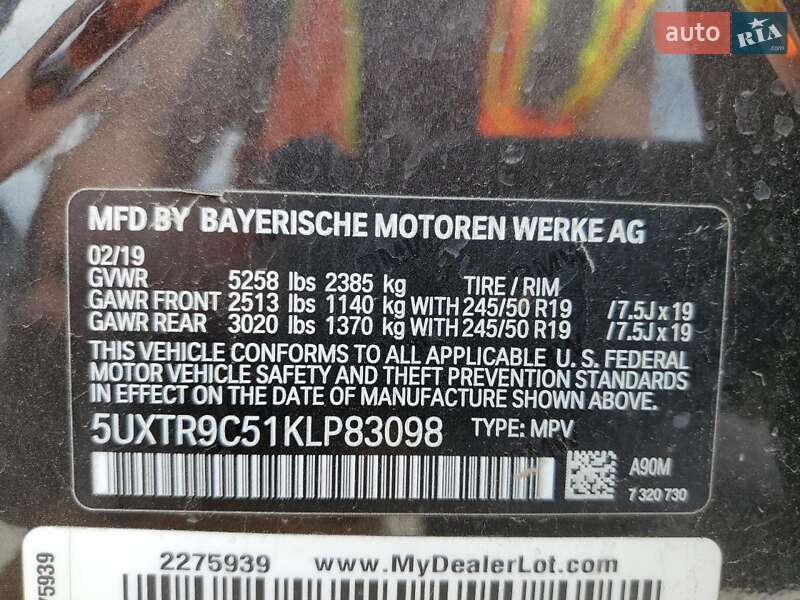 auto RIA.com
MFD BY BAYERISCHE MOTOREN WERKE AG
02/19
GVWR 5258 lbs 2385 kg TIRE / RIM
GAWR FRONT 2513 lbs 1140 kg WITH 245/50 R19 / 7.5J x 19
GAWR REAR 3020 lbs 1370 kg WITH 245/50 R19 / 7.5J x 19
THIS VEHICLE CONFORMS TO ALL APPLICABLE U. S. FEDERAL
MOTOR VEHICLE SAFETY AND THEFT PREVENTION STANDARDS
IN EFFECT ON THE DATE OF MANUFACTURE SHOWN ABOVE.
5UXTR9C51KLP83098 TYPE: MPV
A90M
7 320 730
2275939 www.MyDealerLot.com
75939